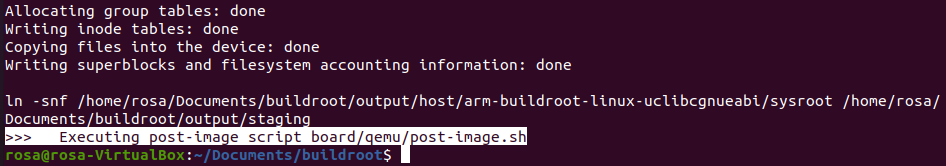 Allocating group tables: done
Writing inode tables: done
Copying files into the device: done
Writing superblocks and filesystem accounting information: done

ln -snf /home/rosa/Documents/buildroot/output/host/arm-buildroot-linux-uclibcgnueabi/sysroot /home/rosa/
Documents/buildroot/output/staging
>>>   Executing post-image script board/qemu/post-image.sh
rosa@rosa-VirtualBox:~/Documents/buildroot$